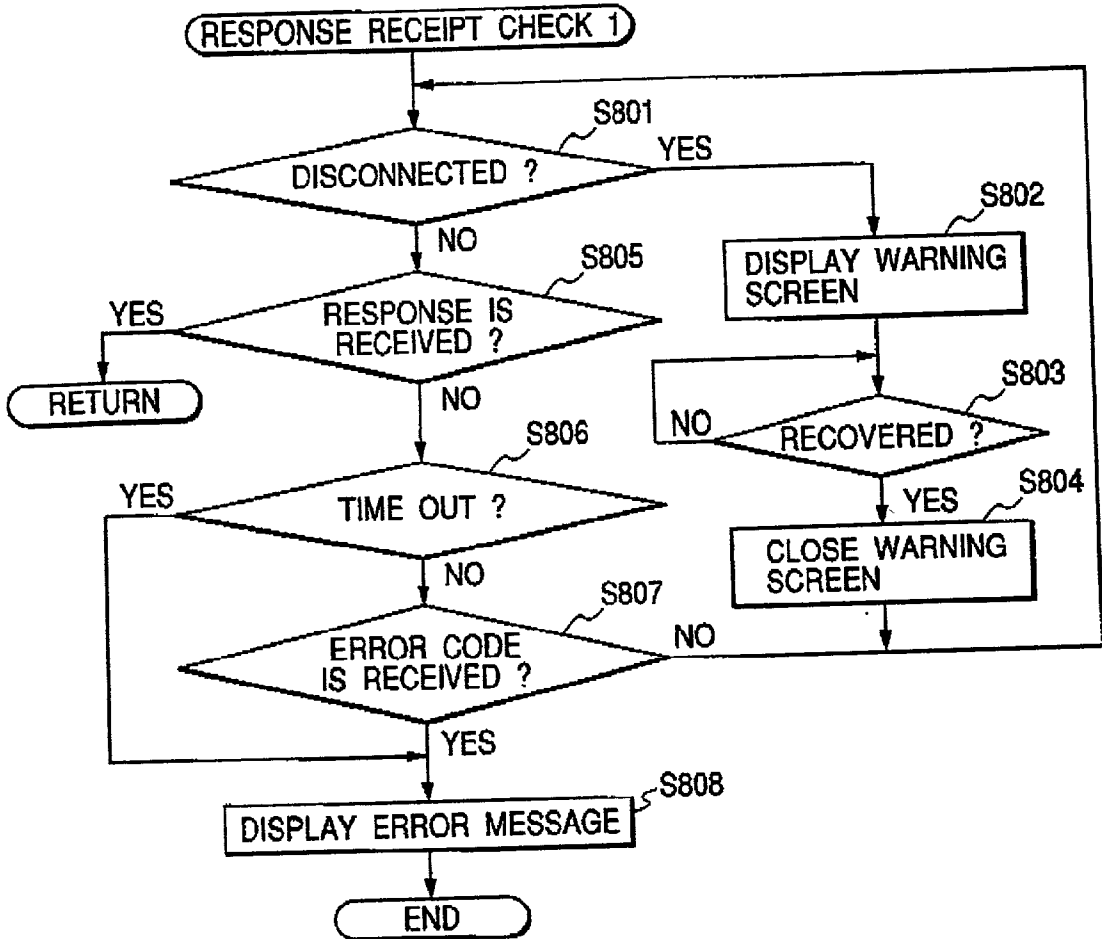 RESPONSE RECEIPT CHECK 1
S801
DISCONNECTED ?
YES
NO
S802
DISPLAY WARNING
SCREEN
S805
RESPONSE IS
RECEIVED ?
YES
NO
RETURN
S803
RECOVERED ?
NO
YES
S806
TIME OUT ?
YES
NO
S804
CLOSE WARNING
SCREEN
S807
ERROR CODE
IS RECEIVED ?
NO
YES
S808
DISPLAY ERROR MESSAGE
END